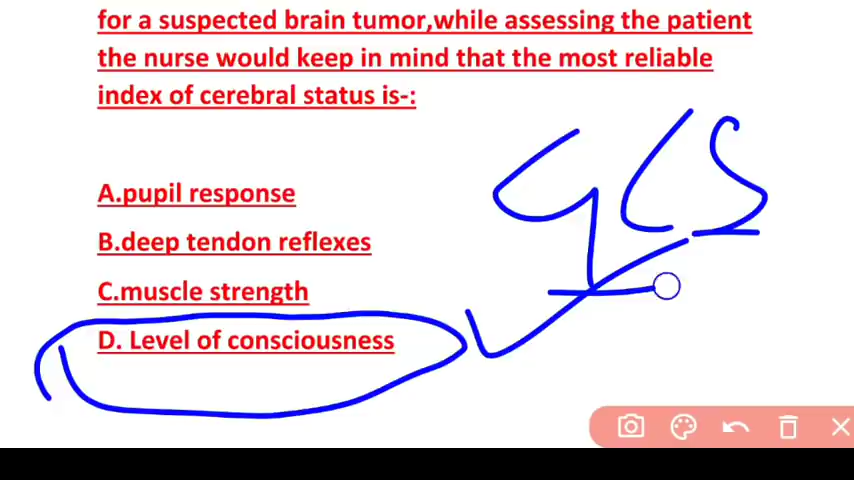 for a suspected brain tumor,while assessing the patient
the nurse would keep in mind that the most reliable
index of cerebral status is-:
GCS
A.pupil response
B.deep tendon reflexes
C.muscle strength
D. Level of consciousness